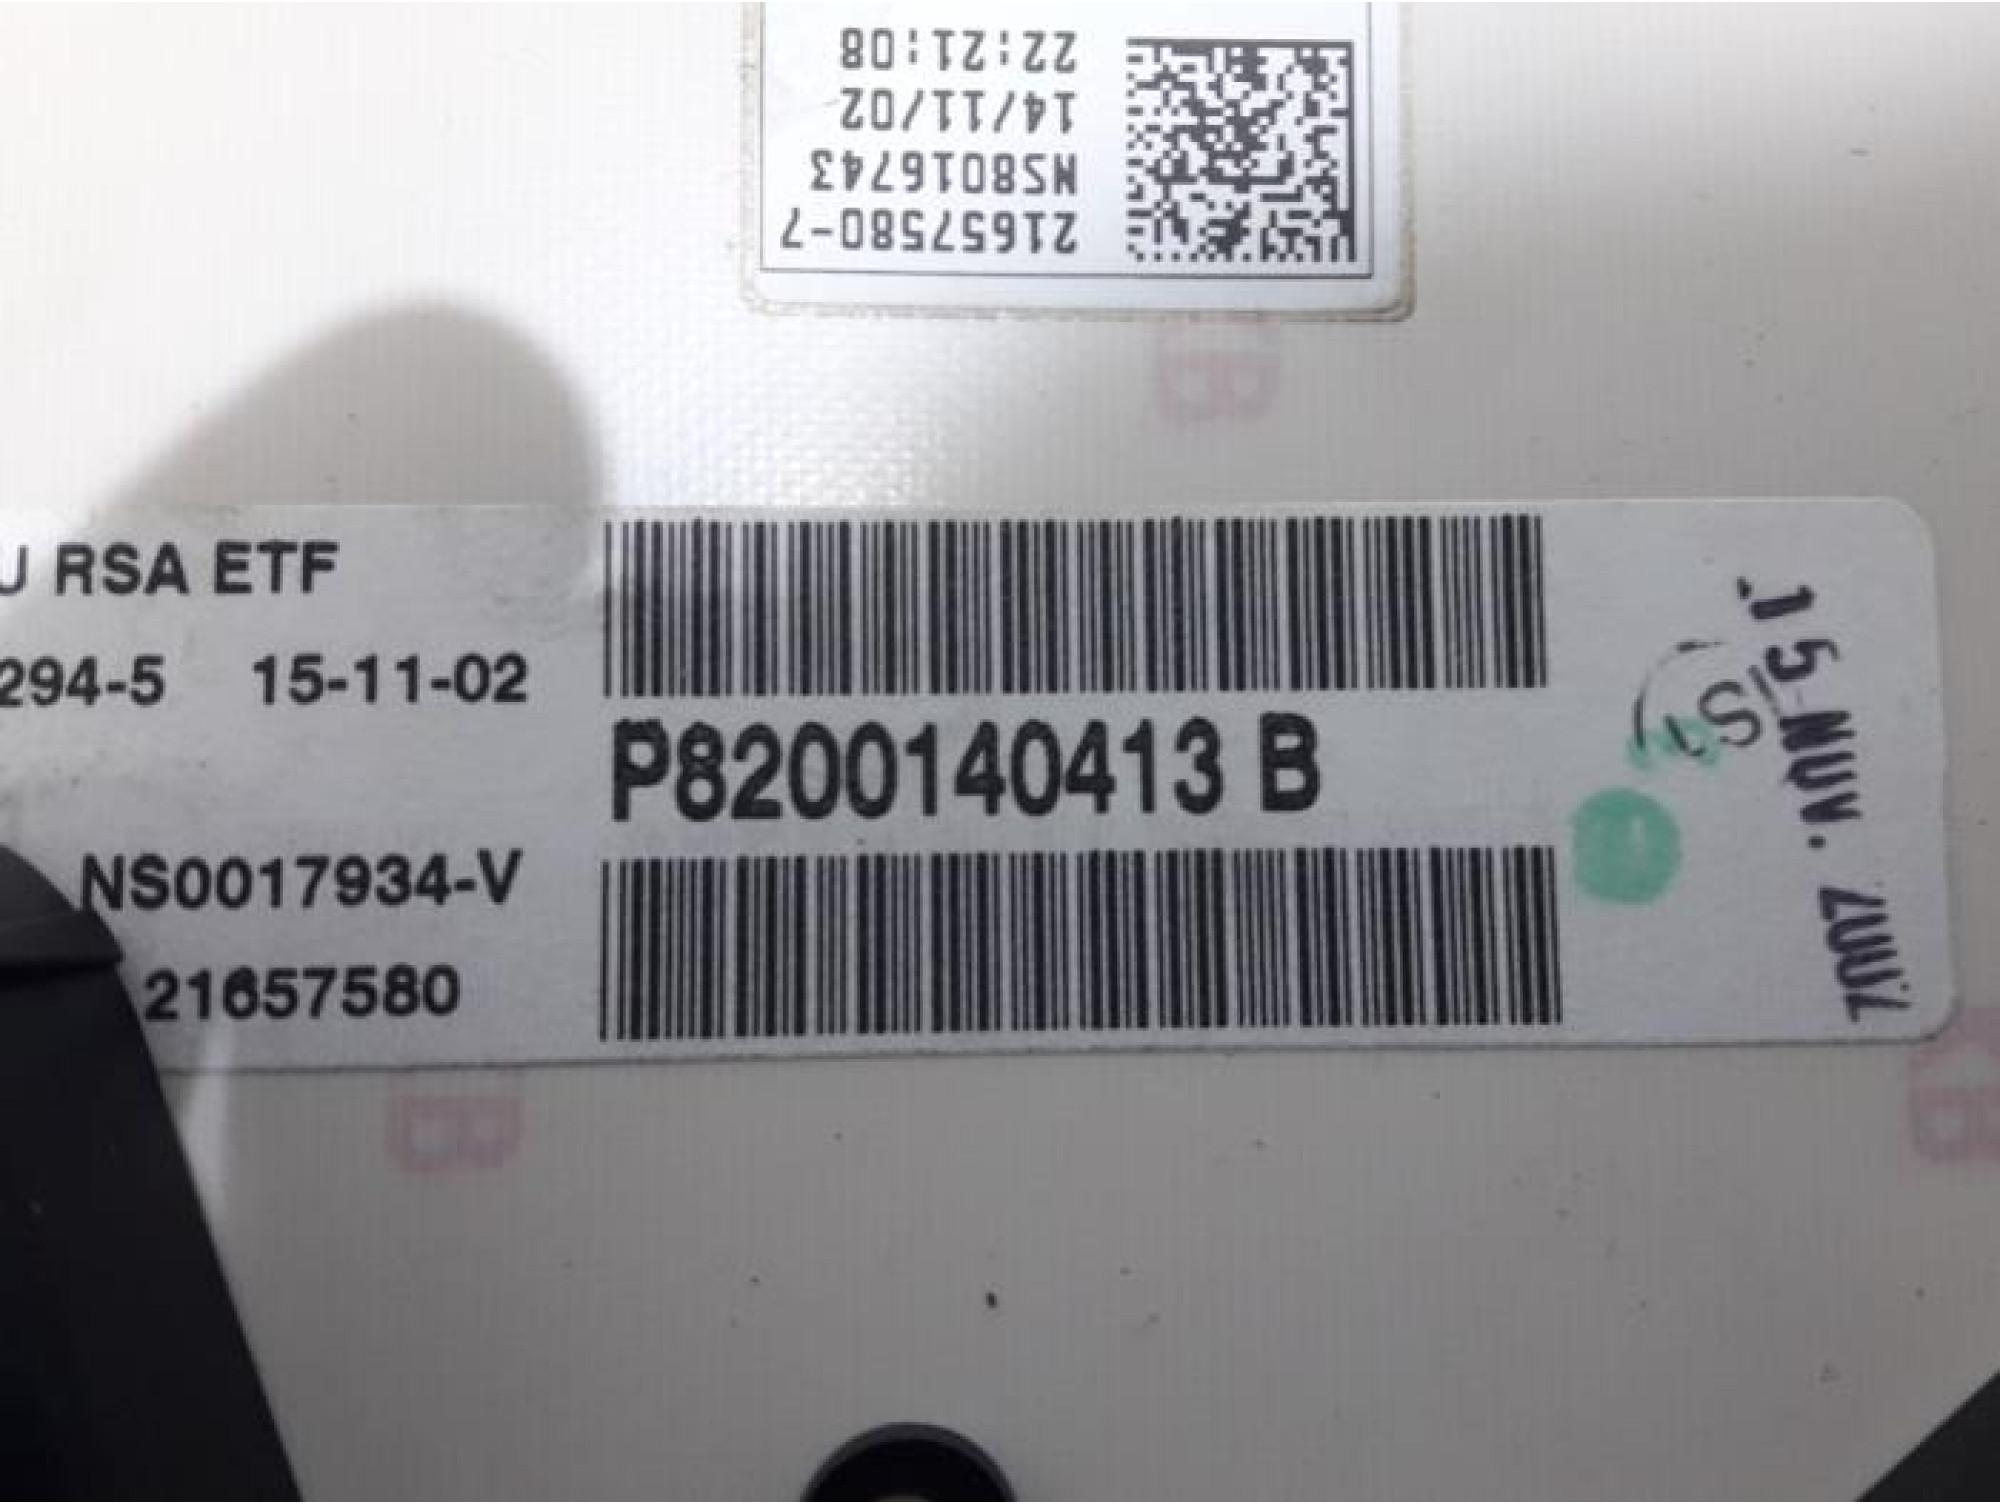 22:21:08
14/11/02
NS8016743
21657580-7
U RSA ETF
294-5 15-11-02
P8200140413 B
NS0017934-V
21657580
15 NOV. 2002
S
B
B
B